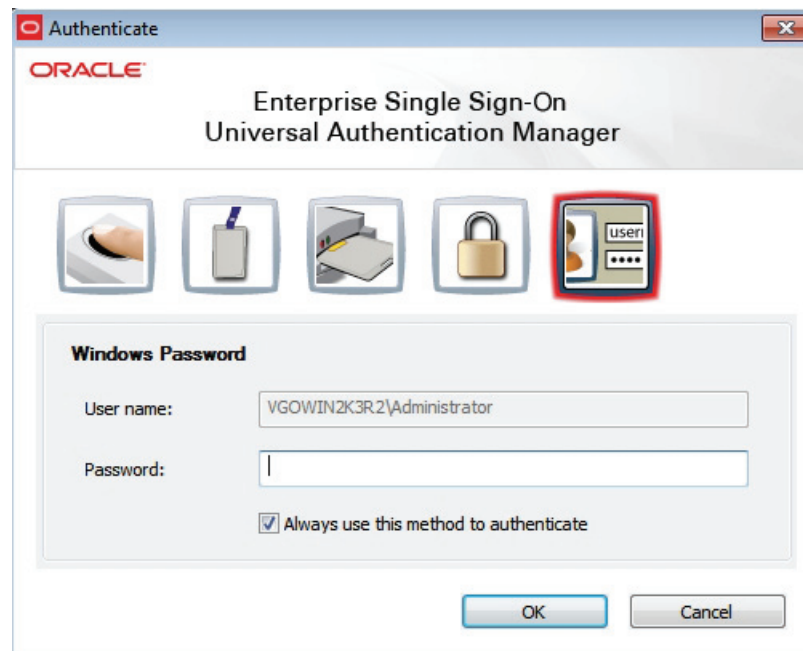 Authenticate
ORACLE
Enterprise Single Sign-On
Universal Authentication Manager
user
Windows Password
User name:
VGOWIN2K3R2\Administrator
Password:
Always use this method to authenticate
OK
Cancel